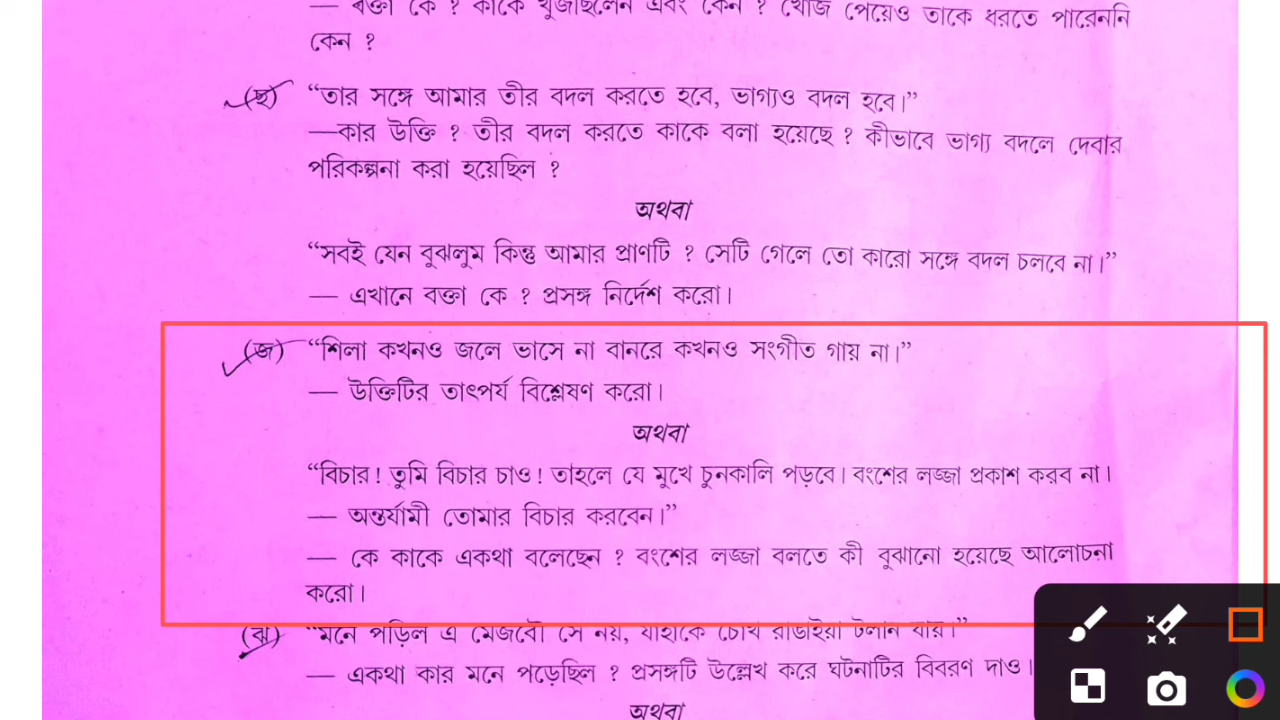 — বক্তা কে ? কাকে খুঁজছিলেন এবং কেন ? খোঁজ পেয়েও তাকে ধরতে পারেননি
কেন ?
(ছ) “তার সঙ্গে আমার তীর বদল করতে হবে, ভাগ্যও বদল হবে।”
—কার উক্তি ? তীর বদল করতে কাকে বলা হয়েছে ? কীভাবে ভাগ্য বদলে দেবার
পরিকল্পনা করা হয়েছিল ?
অথবা
“সবই যেন বুঝলুম কিন্তু আমার প্রাণটি ? সেটি গেলে তো কারো সঙ্গে বদল চলবে না।”
— এখানে বক্তা কে ? প্রসঙ্গ নির্দেশ করো।
(জ) “শিলা কখনও জলে ভাসে না বানরে কখনও সংগীত গায় না।”
— উক্তিটির তাৎপর্য বিশ্লেষণ করো।
অথবা
“বিচার! তুমি বিচার চাও! তাহলে যে মুখে চুনকালি পড়বে। বংশের লজ্জা প্রকাশ করব না।
— অন্তর্যামী তোমার বিচার করবেন।”
— কে কাকে একথা বলেছেন ? বংশের লজ্জা বলতে কী বুঝানো হয়েছে আলোচনা
করো।
(ঝ) “মনে পড়িল এ মেজবৌ সে নয়, যাহাকে চোখ রাঙাইয়া টলান যায়।”
— একথা কার মনে পড়েছিল ? প্রসঙ্গটি উল্লেখ করে ঘটনাটির বিবরণ দাও।
অথবা